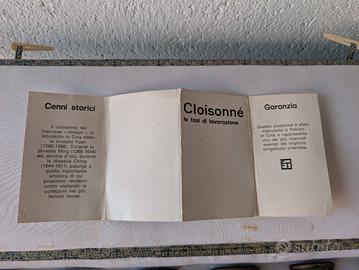 Cenni storici
Il cloisonné, dal
francese « cloison », fu
introdotto in Cina sotto
la dinastia Yuan
(1280-1368). Durante la
dinastia Ming (1368-1644)
ed, ancora di più, durante
la dinastia Ching
(1644-1911) assurge a
quella importanza
artistica di cui
possiamo renderci
conto visitando le
collezioni nei più
famosi musei.
Cloisonné
le fasi di lavorazione
Garanzia
Questo cloisonné è stato
manufatto a Pechino
in Cina e rappresenta
uno dei più ricercati
esempi del migliore
artigianato orientale.
subito